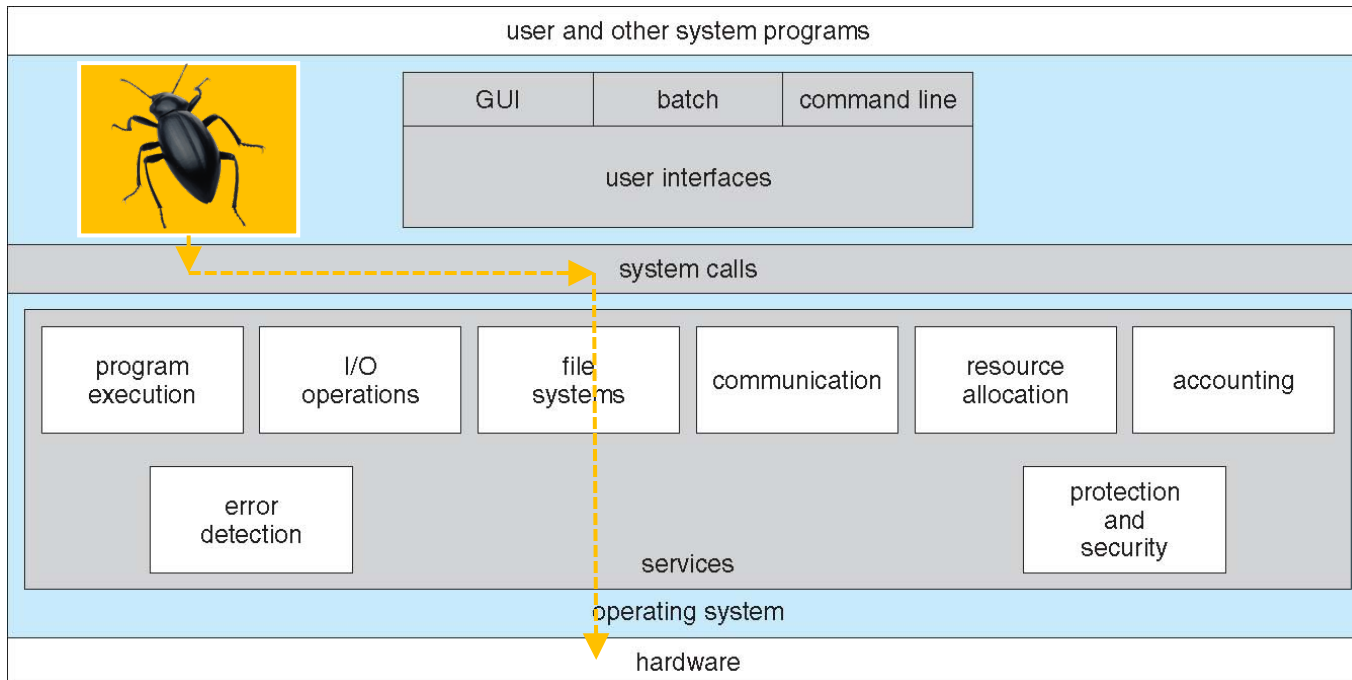 user and other system programs
GUI
batch
command line
user interfaces
system calls
program
execution
I/O
operations
file
systems
communication
resource
allocation
accounting
error
detection
protection
and
security
services
operating system
hardware